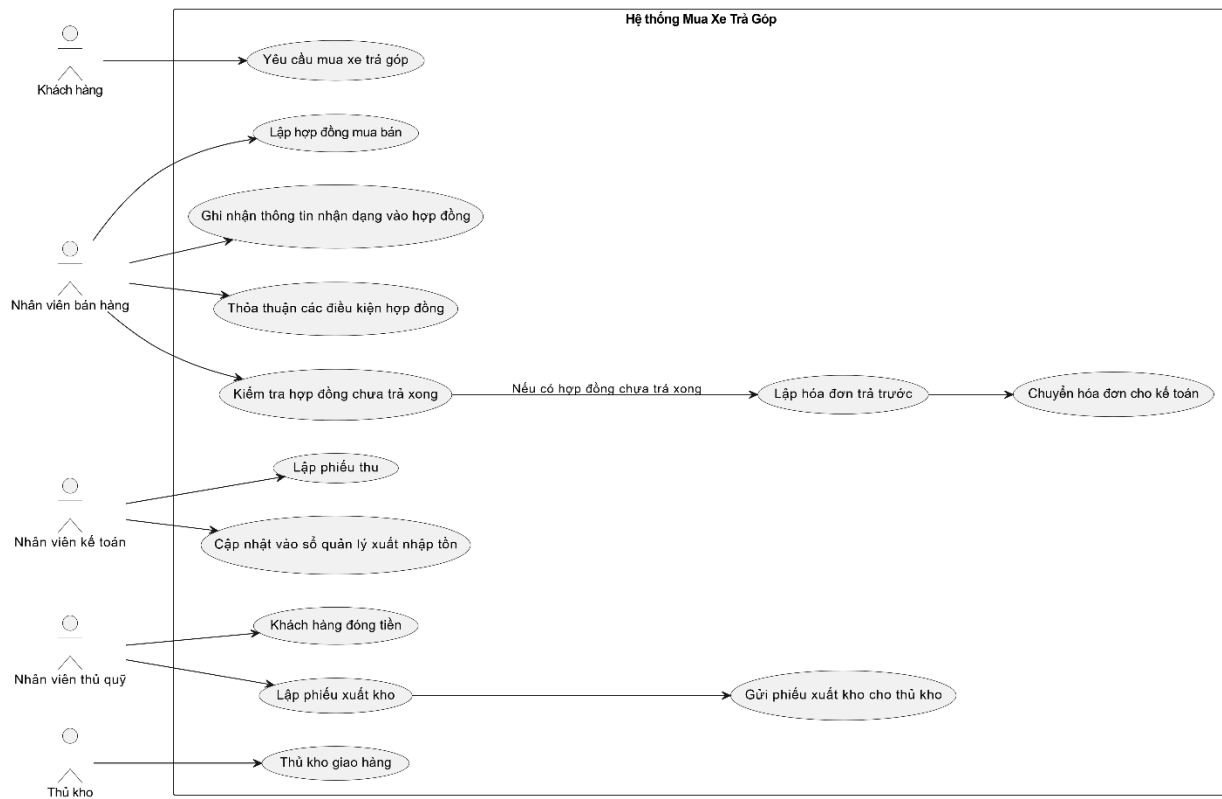 Hệ thống Mua Xe Trả Góp
Khách hàng
Yêu cầu mua xe trả góp
Lập hợp đồng mua bán
Ghi nhận thông tin nhận dạng vào hợp đồng
Nhân viên bán hàng
Thỏa thuận các điều kiện hợp đồng
Kiểm tra hợp đồng chưa trả xong
Nếu có hợp đồng chưa trả xong
Lập hóa đơn trả trước
Chuyển hóa đơn cho kế toán
Lập phiếu thu
Nhân viên kế toán
Cập nhật vào sổ quản lý xuất nhập tồn
Khách hàng đóng tiền
Nhân viên thủ quỹ
Lập phiếu xuất kho
Gửi phiếu xuất kho cho thủ kho
Thủ kho giao hàng
Thủ kho